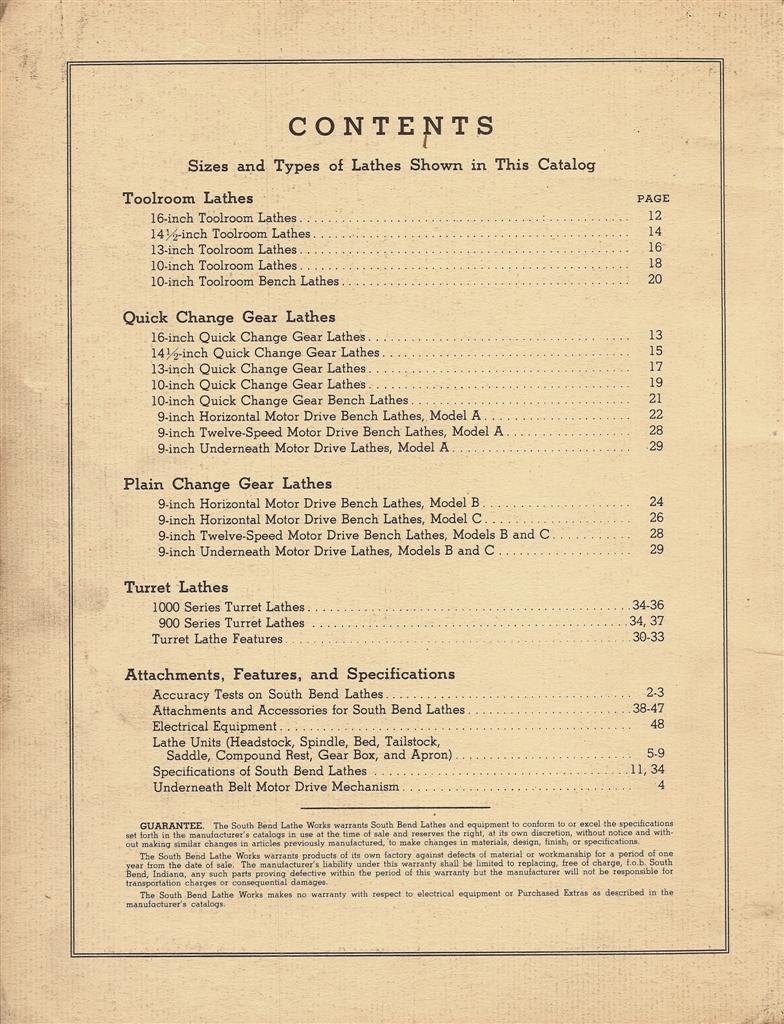 CONTENTS
Sizes and Types of Lathes Shown in This Catalog
Toolroom Lathes PAGE
16-inch Toolroom Lathes 12
14½-inch Toolroom Lathes 14
13-inch Toolroom Lathes 16
10-inch Toolroom Lathes 18
10-inch Toolroom Bench Lathes 20
Quick Change Gear Lathes
16-inch Quick Change Gear Lathes 13
14½-inch Quick Change Gear Lathes 15
13-inch Quick Change Gear Lathes 17
10-inch Quick Change Gear Lathes 19
10-inch Quick Change Gear Bench Lathes 21
9-inch Horizontal Motor Drive Bench Lathes, Model A 22
9-inch Twelve-Speed Motor Drive Bench Lathes, Model A 28
9-inch Underneath Motor Drive Lathes, Model A 29
Plain Change Gear Lathes
9-inch Horizontal Motor Drive Bench Lathes, Model B 24
9-inch Horizontal Motor Drive Bench Lathes, Model C 26
9-inch Twelve-Speed Motor Drive Bench Lathes, Models B and C 28
9-inch Underneath Motor Drive Lathes, Models B and C 29
Turret Lathes
1000 Series Turret Lathes 34-36
900 Series Turret Lathes 34, 37
Turret Lathe Features 30-33
Attachments, Features, and Specifications
Accuracy Tests on South Bend Lathes 2-3
Attachments and Accessories for South Bend Lathes 38-47
Electrical Equipment 48
Lathe Units (Headstock, Spindle, Bed, Tailstock,
Saddle, Compound Rest, Gear Box, and Apron) 5-9
Specifications of South Bend Lathes 11, 34
Underneath Belt Motor Drive Mechanism 4
GUARANTEE. The South Bend Lathe Works warrants South Bend Lathes and equipment to conform to or excel the specifications
set forth in the manufacturer's catalogs in use at the time of sale and reserves the right, at its own discretion, without notice and with-
out making similar changes in articles previously manufactured, to make changes in materials, design, finish, or specifications.
The South Bend Lathe Works warrants products of its own factory against defects of material or workmanship for a period of one
year from the date of sale. The manufacturer's liability under this warranty shall be limited to replacing, free of charge, f.o.b. South
Bend, Indiana, any such parts proving defective within the period of this warranty but the manufacturer will not be responsible for
transportation charges or consequential damages.
The South Bend Lathe Works makes no warranty with respect to electrical equipment or Purchased Extras as described in the
manufacturer's catalogs.